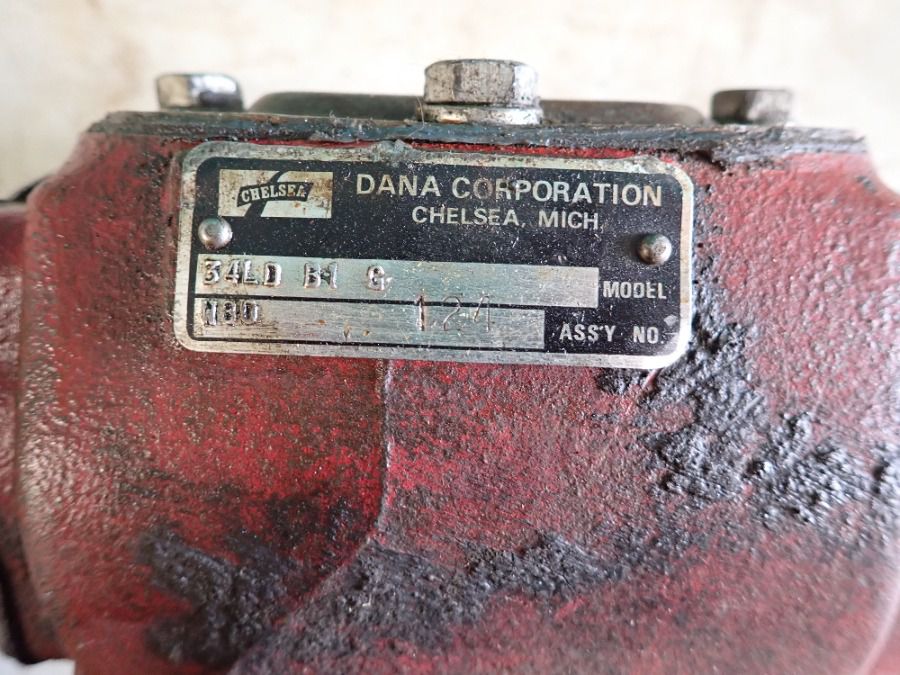 CHELSEA
DANA CORPORATION
CHELSEA, MICH.
34LD B1 G MODEL
180 124 ASS'Y NO.